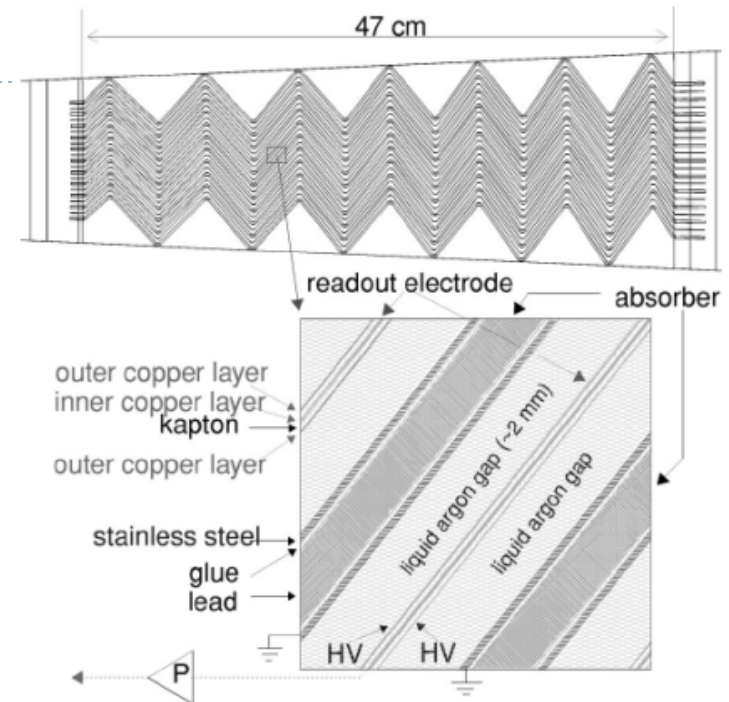 47 cm
readout electrode
absorber
outer copper layer
inner copper layer
kapton
outer copper layer
liquid argon gap (~2 mm)
liquid argon gap
stainless steel
glue
lead
HV
HV
P